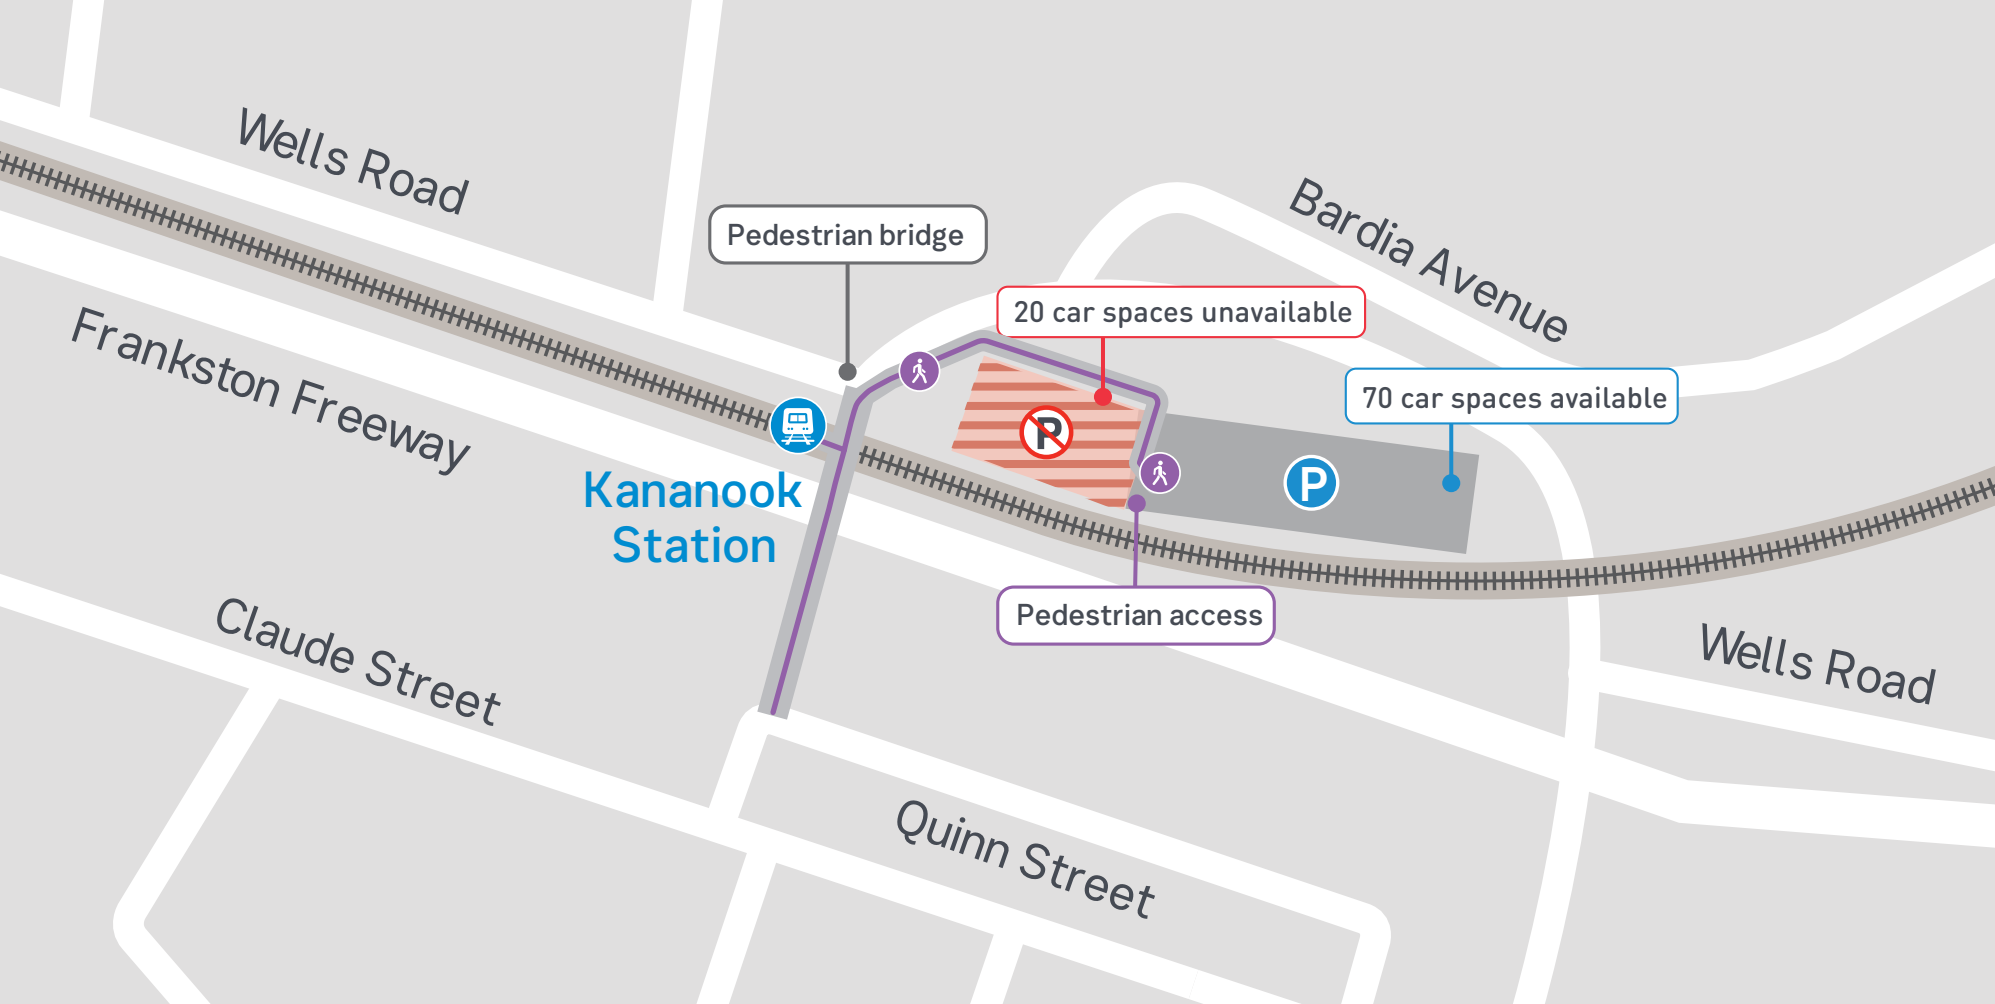 Wells Road
Bardia Avenue
Pedestrian bridge
20 car spaces unavailable
Frankston Freeway
70 car spaces available
P
P
Kananook
Station
Pedestrian access
Wells Road
Claude Street
Quinn Street